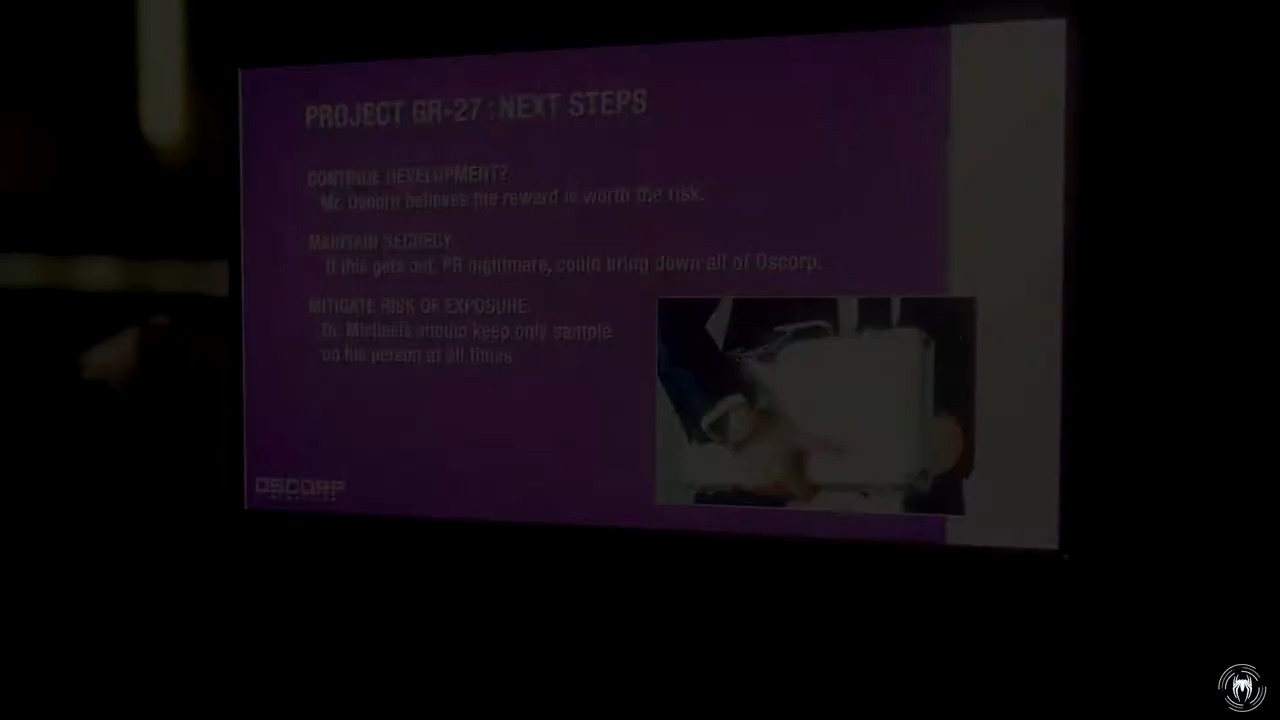 PROJECT GR-27 : NEXT STEPS
CONTINUE DEVELOPMENT?
Mr. Osborn believes the reward is worth the risk.
MAINTAIN SECRECY.
If this gets out, PR nightmare, could bring down all of Oscorp.
MITIGATE RISK OF EXPOSURE.
Dr. Michaels should keep only sample
on his person at all times
OSCORP